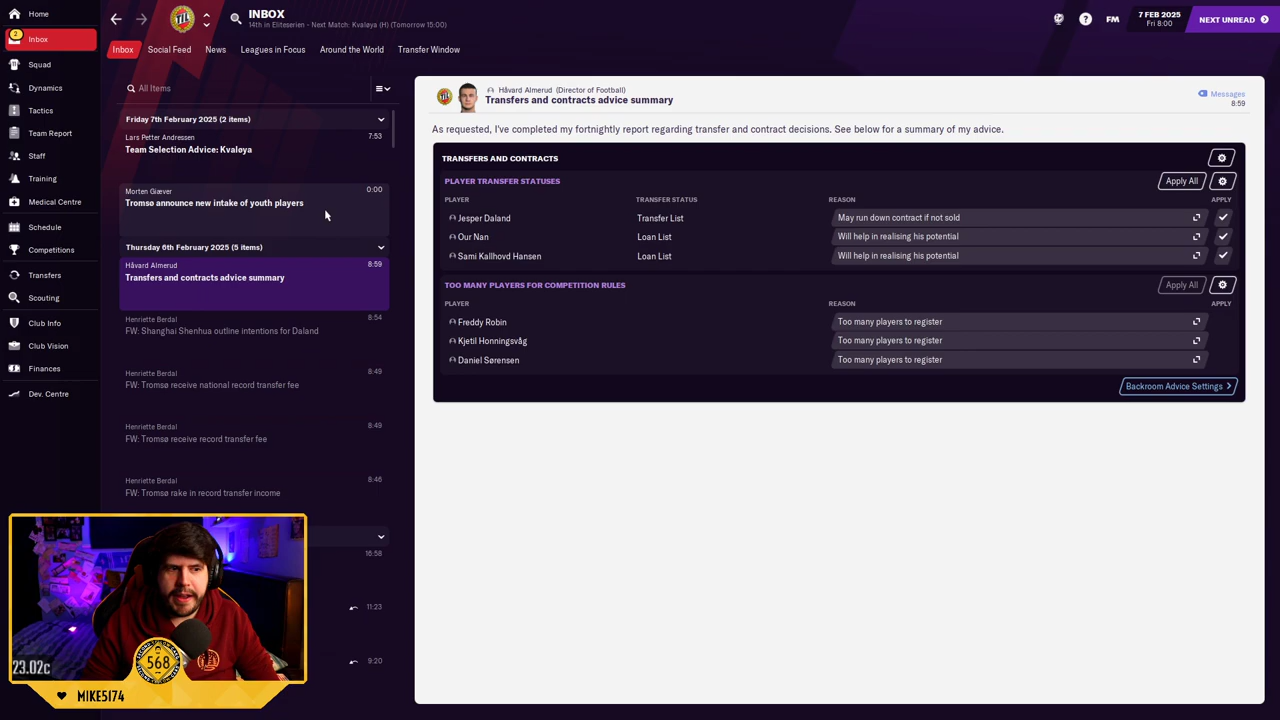 Home
Inbox
2
Squad
Dynamics
Tactics
Team Report
Staff
Training
Medical Centre
Schedule
Competitions
Transfers
Scouting
Club Info
Club Vision
Finances
Dev. Centre
TIL
INBOX
14th in Eliteserien - Next Match: Kvaløya (H) (Tomorrow 15:00)
FM
7 FEB 2025
Fri 8:00
NEXT UNREAD
Inbox
Social Feed
News
Leagues in Focus
Around the World
Transfer Window
All Items
Friday 7th February 2025 (2 items)
Lars Petter Andressen
7:53
Team Selection Advice: Kvaløya
Morten Giæver
0:00
Tromsø announce new intake of youth players
Thursday 6th February 2025 (5 items)
Håvard Almerud
8:59
Transfers and contracts advice summary
Henriette Berdal
8:54
FW: Shanghai Shenhua outline intentions for Daland
Henriette Berdal
8:49
FW: Tromsø receive national record transfer fee
Henriette Berdal
8:49
FW: Tromsø receive record transfer fee
Henriette Berdal
8:46
FW: Tromsø rake in record transfer income
16:58
11:23
9:20
Håvard Almerud (Director of Football)
Transfers and contracts advice summary
Messages
8:59
As requested, I've completed my fortnightly report regarding transfer and contract decisions. See below for a summary of my advice.
TRANSFERS AND CONTRACTS
PLAYER TRANSFER STATUSES
Apply All
PLAYER TRANSFER STATUS REASON APPLY
Jesper Daland Transfer List May run down contract if not sold
Our Nan Loan List Will help in realising his potential
Sami Kallhovd Hansen Loan List Will help in realising his potential
TOO MANY PLAYERS FOR COMPETITION RULES
Apply All
PLAYER REASON APPLY
Freddy Robin Too many players to register
Kjetil Honningsvåg Too many players to register
Daniel Sørensen Too many players to register
Backroom Advice Settings
23.02c
568
MIKE5174